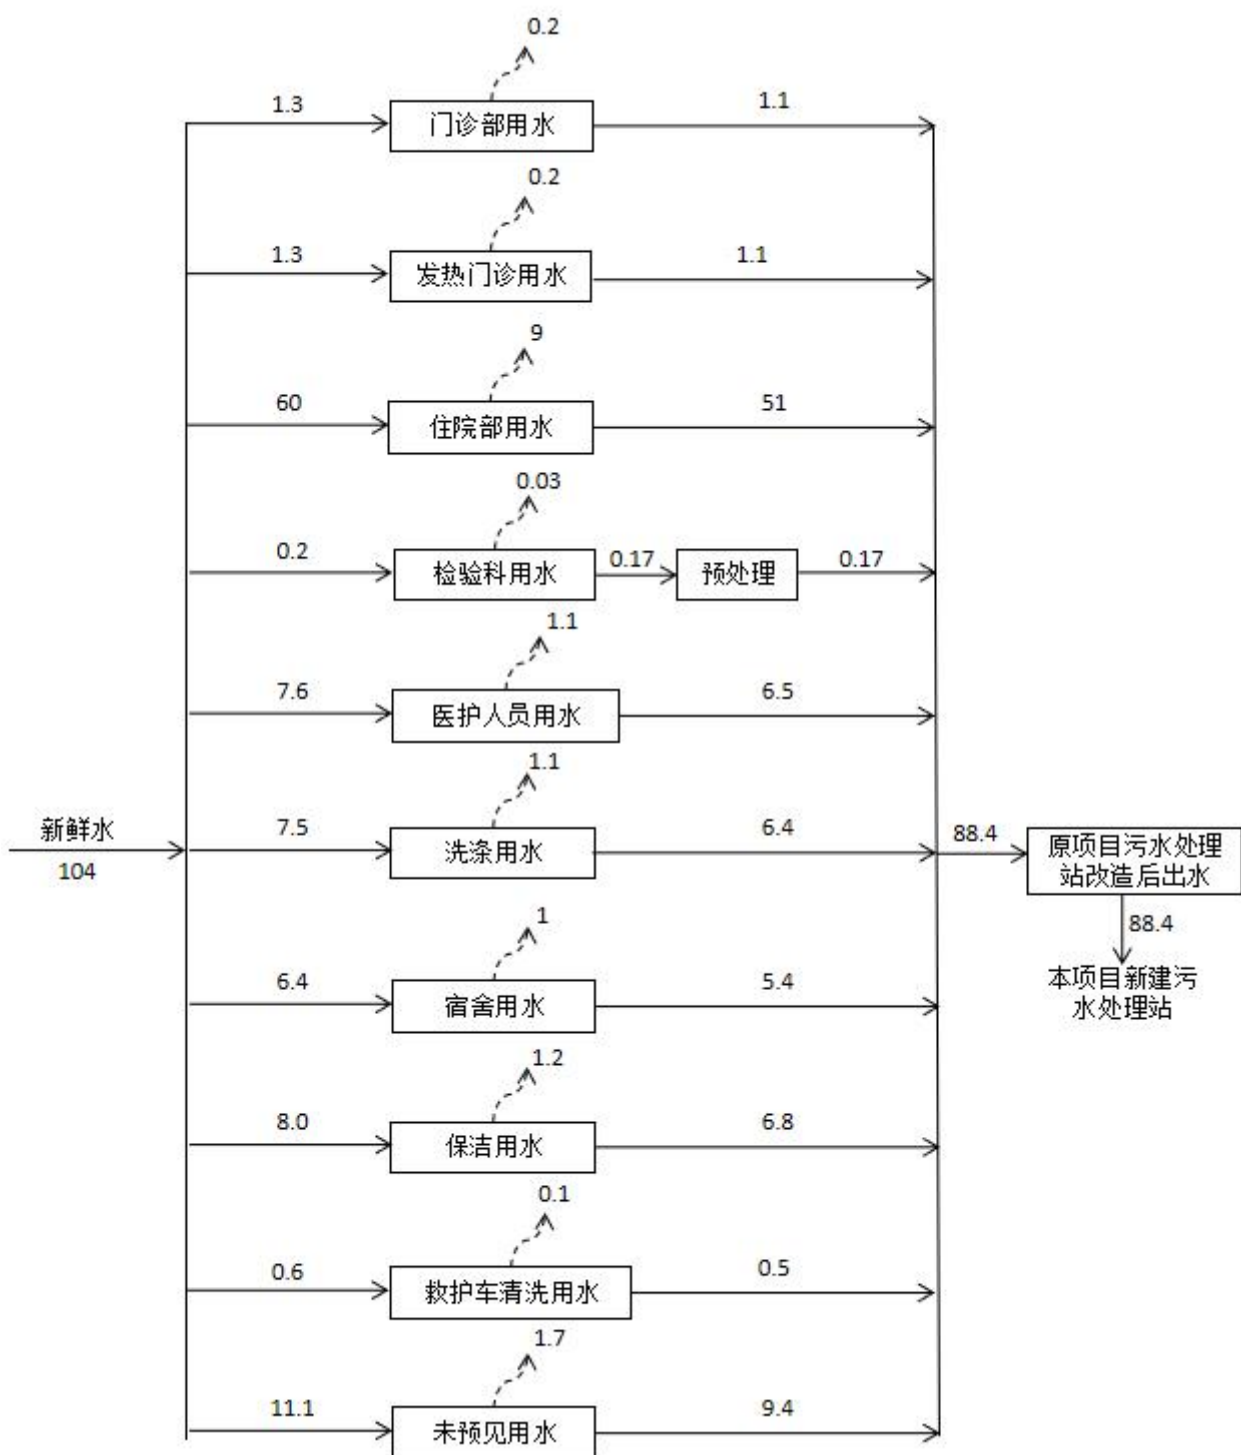 0.2
1.3
门诊部用水
1.1
0.2
1.3
发热门诊用水
1.1
9
60
住院部用水
51
0.03
0.2
检验科用水
0.17
预处理
0.17
1.1
7.6
医护人员用水
6.5
1.1
新鲜水
104
7.5
洗涤用水
6.4
88.4
原项目污水处理
站改造后出水
88.4
本项目新建污
水处理站
1
6.4
宿舍用水
5.4
1.2
8.0
保洁用水
6.8
0.1
0.6
救护车清洗用水
0.5
1.7
11.1
未预见用水
9.4